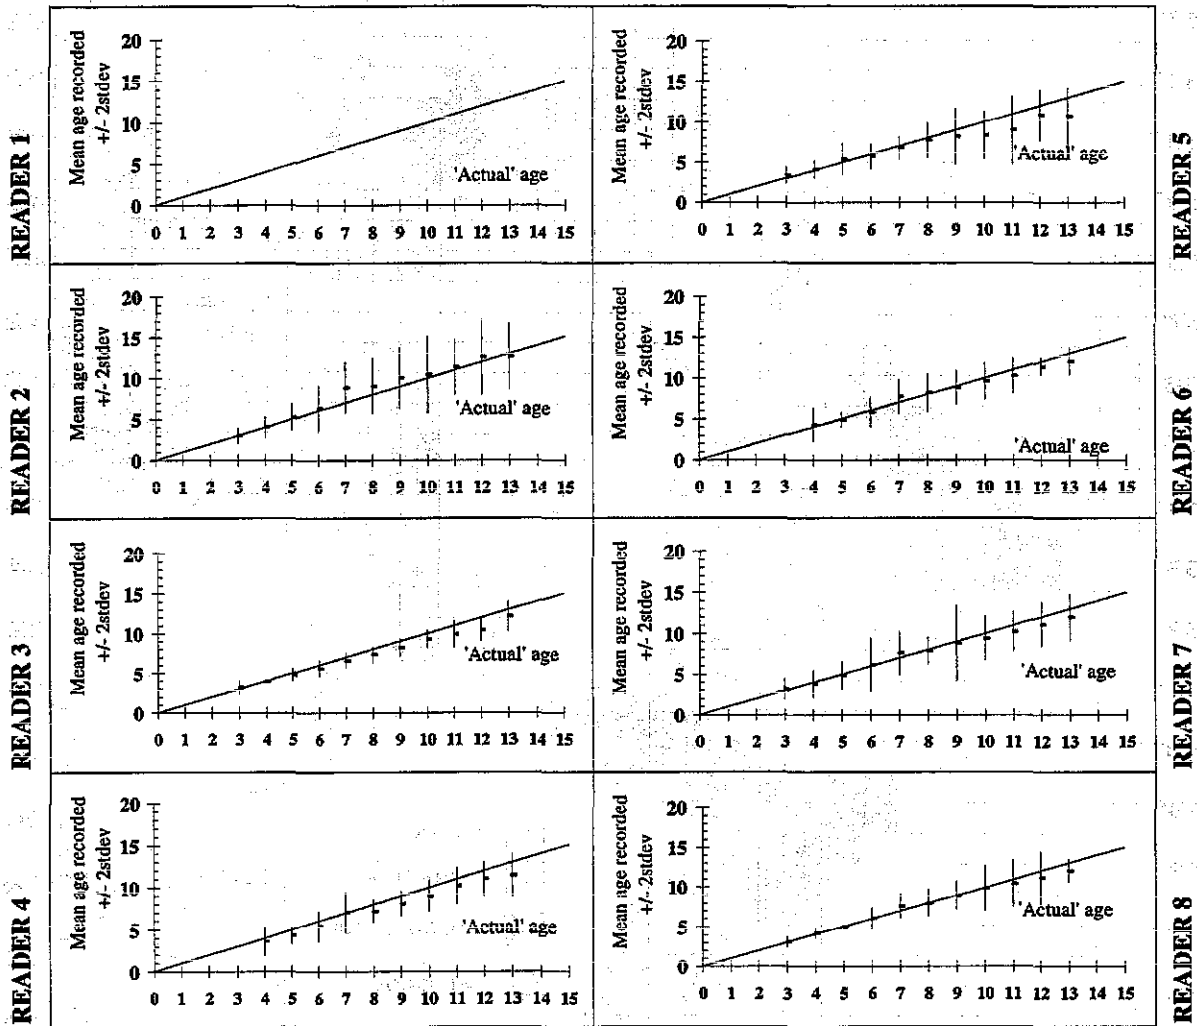 READER 1
Mean age recorded
+/- 2stdev
20
15
10
5
0
'Actual' age
0 1 2 3 4 5 6 7 8 9 10 11 12 13 14 15
READER 2
Mean age recorded
+/- 2stdev
20
15
10
5
0
'Actual' age
0 1 2 3 4 5 6 7 8 9 10 11 12 13 14 15
READER 3
Mean age recorded
+/- 2stdev
20
15
10
5
0
'Actual' age
0 1 2 3 4 5 6 7 8 9 10 11 12 13 14 15
READER 4
Mean age recorded
+/- 2stdev
20
15
10
5
0
'Actual' age
0 1 2 3 4 5 6 7 8 9 10 11 12 13 14 15
READER 5
Mean age recorded
+/- 2stdev
20
15
10
5
0
'Actual' age
0 1 2 3 4 5 6 7 8 9 10 11 12 13 14 15
READER 6
Mean age recorded
+/- 2stdev
20
15
10
5
0
'Actual' age
0 1 2 3 4 5 6 7 8 9 10 11 12 13 14 15
READER 7
Mean age recorded
+/- 2stdev
20
15
10
5
0
'Actual' age
0 1 2 3 4 5 6 7 8 9 10 11 12 13 14 15
READER 8
Mean age recorded
+/- 2stdev
20
15
10
5
0
'Actual' age
0 1 2 3 4 5 6 7 8 9 10 11 12 13 14 15